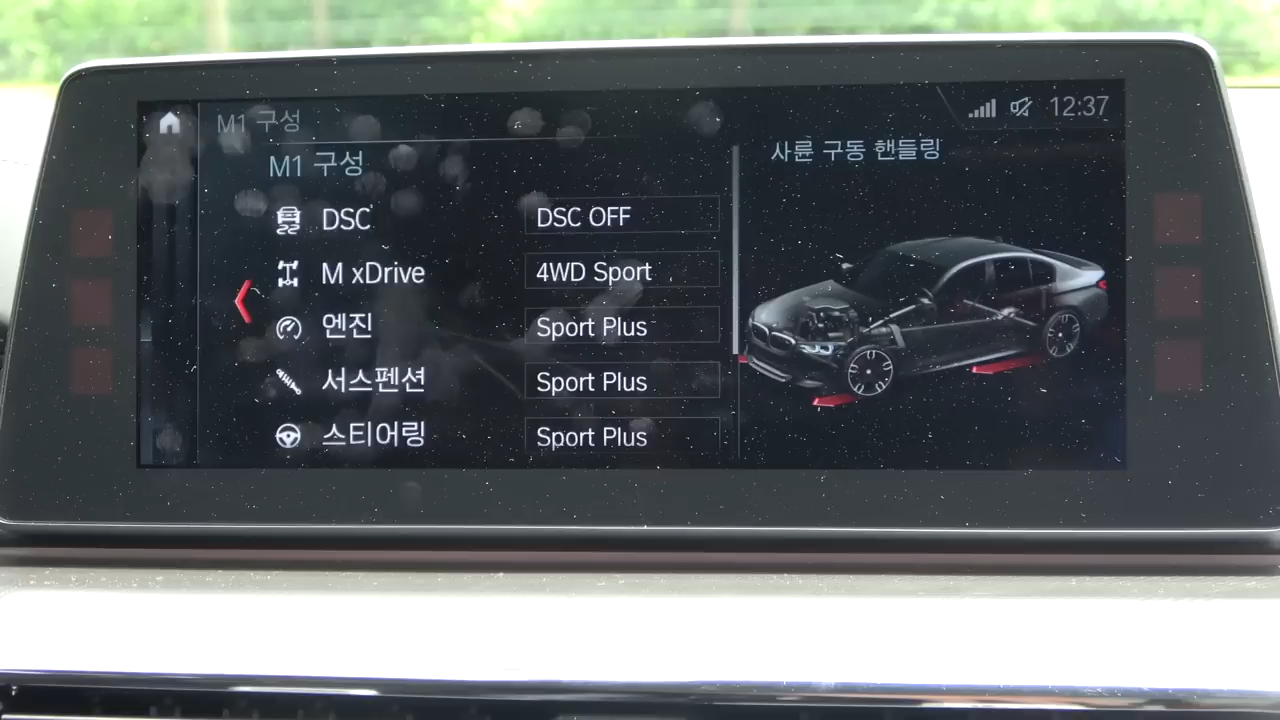 M1 구성
12:37
M1 구성
사륜 구동 핸들링
DSC
DSC OFF
M xDrive
4WD Sport
엔진
Sport Plus
서스펜션
Sport Plus
스티어링
Sport Plus